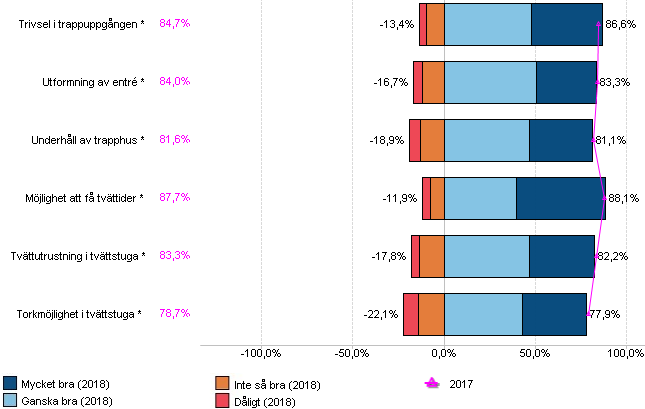 Trivsel i trappuppgången * 84,7% -13,4% 86,6%
Utformning av entré * 84,0% -16,7% 83,3%
Underhåll av trapphus * 81,6% -18,9% 81,1%
Möjlighet att få tvättider * 87,7% -11,9% 88,1%
Tvättutrustning i tvättstuga * 83,3% -17,8% 82,2%
Torkmöjlighet i tvättstuga * 78,7% -22,1% 77,9%
-100,0% -50,0% 0,0% 50,0% 100,0%
Mycket bra (2018) Inte så bra (2018) 2017
Ganska bra (2018) Dåligt (2018)